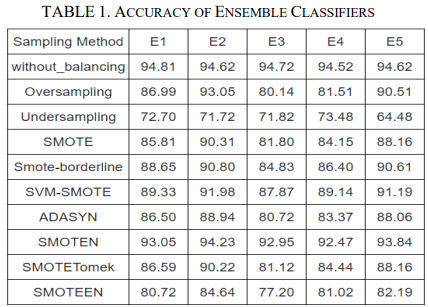 TABLE 1. ACCURACY OF ENSEMBLE CLASSIFIERS
Sampling Method E1 E2 E3 E4 E5
without_balancing 94.81 94.62 94.72 94.52 94.62
Oversampling 86.99 93.05 80.14 81.51 90.51
Undersampling 72.70 71.72 71.82 73.48 64.48
SMOTE 85.81 90.31 81.80 84.15 88.16
Smote-borderline 88.65 90.80 84.83 86.40 90.61
SVM-SMOTE 89.33 91.98 87.87 89.14 91.19
ADASYN 86.50 88.94 80.72 83.37 88.06
SMOTEN 93.05 94.23 92.95 92.47 93.84
SMOTETomek 86.59 90.22 81.12 84.44 88.16
SMOTEEN 80.72 84.64 77.20 81.02 82.19